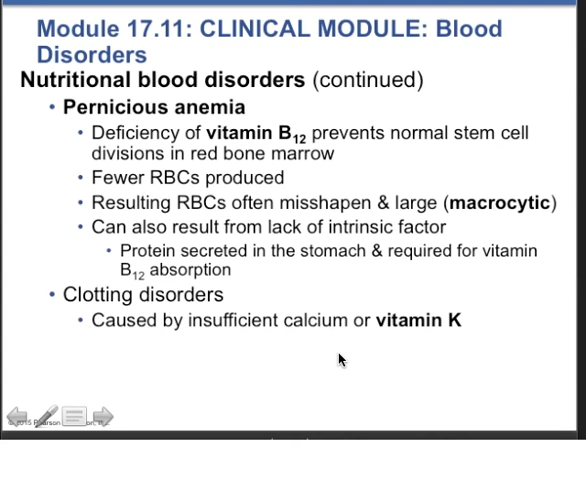 Module 17.11: CLINICAL MODULE: Blood
Disorders
Nutritional blood disorders (continued)
• Pernicious anemia
• Deficiency of vitamin B12 prevents normal stem cell
divisions in red bone marrow
• Fewer RBCs produced
• Resulting RBCs often misshapen & large (macrocytic)
• Can also result from lack of intrinsic factor
• Protein secreted in the stomach & required for vitamin
B12 absorption
• Clotting disorders
• Caused by insufficient calcium or vitamin K